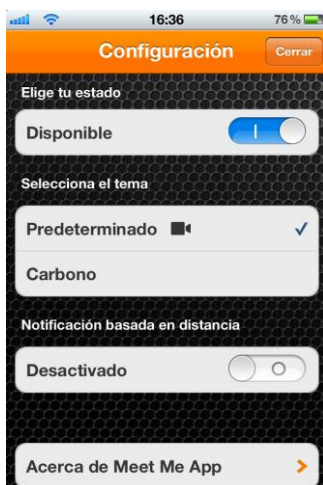 16:36
76 %
Configuración
Cerrar
Elige tu estado
Disponible
Selecciona el tema
Predeterminado
Carbono
Notificación basada en distancia
Desactivado
Acerca de Meet Me App